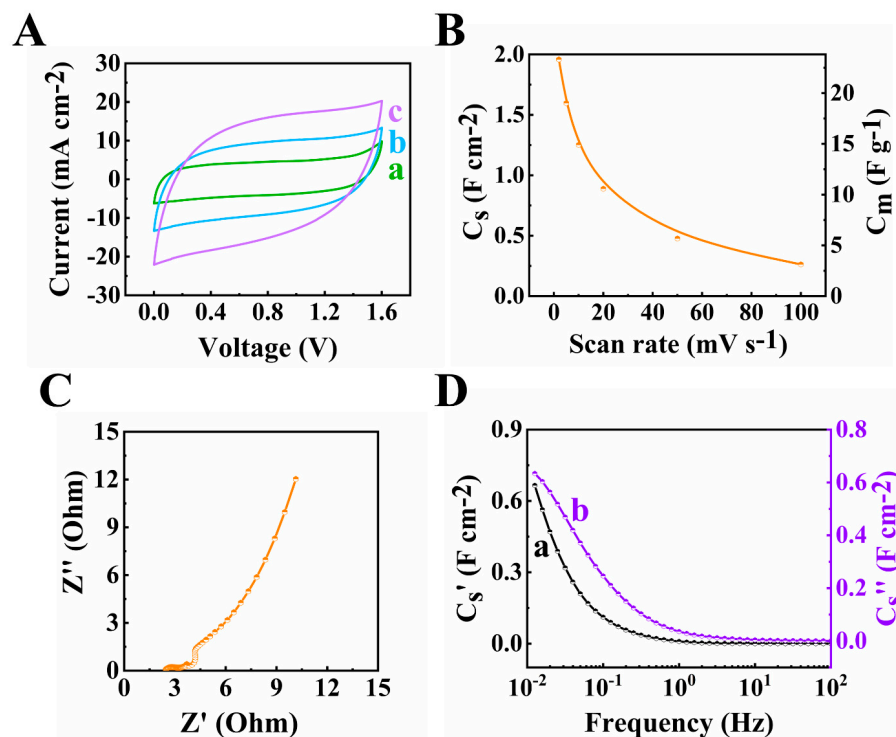 A
Current (mA cm-2)
30
20
10
0
-10
-20
-30
c
b
a
0.0 0.4 0.8 1.2 1.6
Voltage (V)
B
Cs (F cm-2)
2.0
1.5
1.0
0.5
0.0
20
15
10
5
0
Cm (F g-1)
0 20 40 60 80 100
Scan rate (mV s-1)
C
Z'' (Ohm)
15
12
9
6
3
0
0 3 6 9 12 15
Z' (Ohm)
D
Cs' (F cm-2)
0.9
0.6
0.3
0.0
b
a
0.8
0.6
0.4
0.2
0.0
Cs'' (F cm-2)
10-2 10-1 100 101 102
Frequency (Hz)